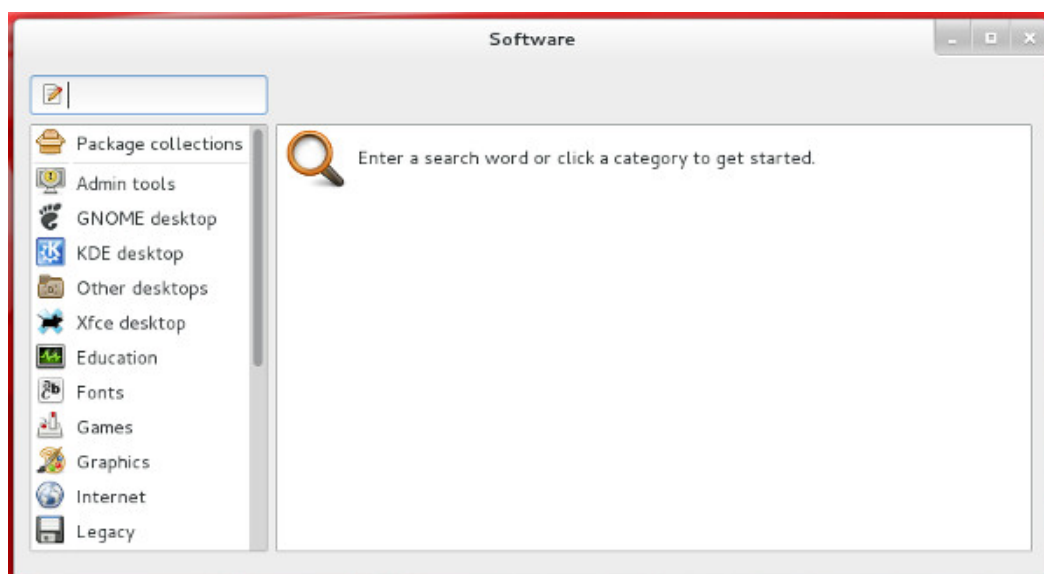 Software
Package collections
Enter a search word or click a category to get started.
Admin tools
GNOME desktop
KDE desktop
Other desktops
Xfce desktop
Education
Fonts
Games
Graphics
Internet
Legacy